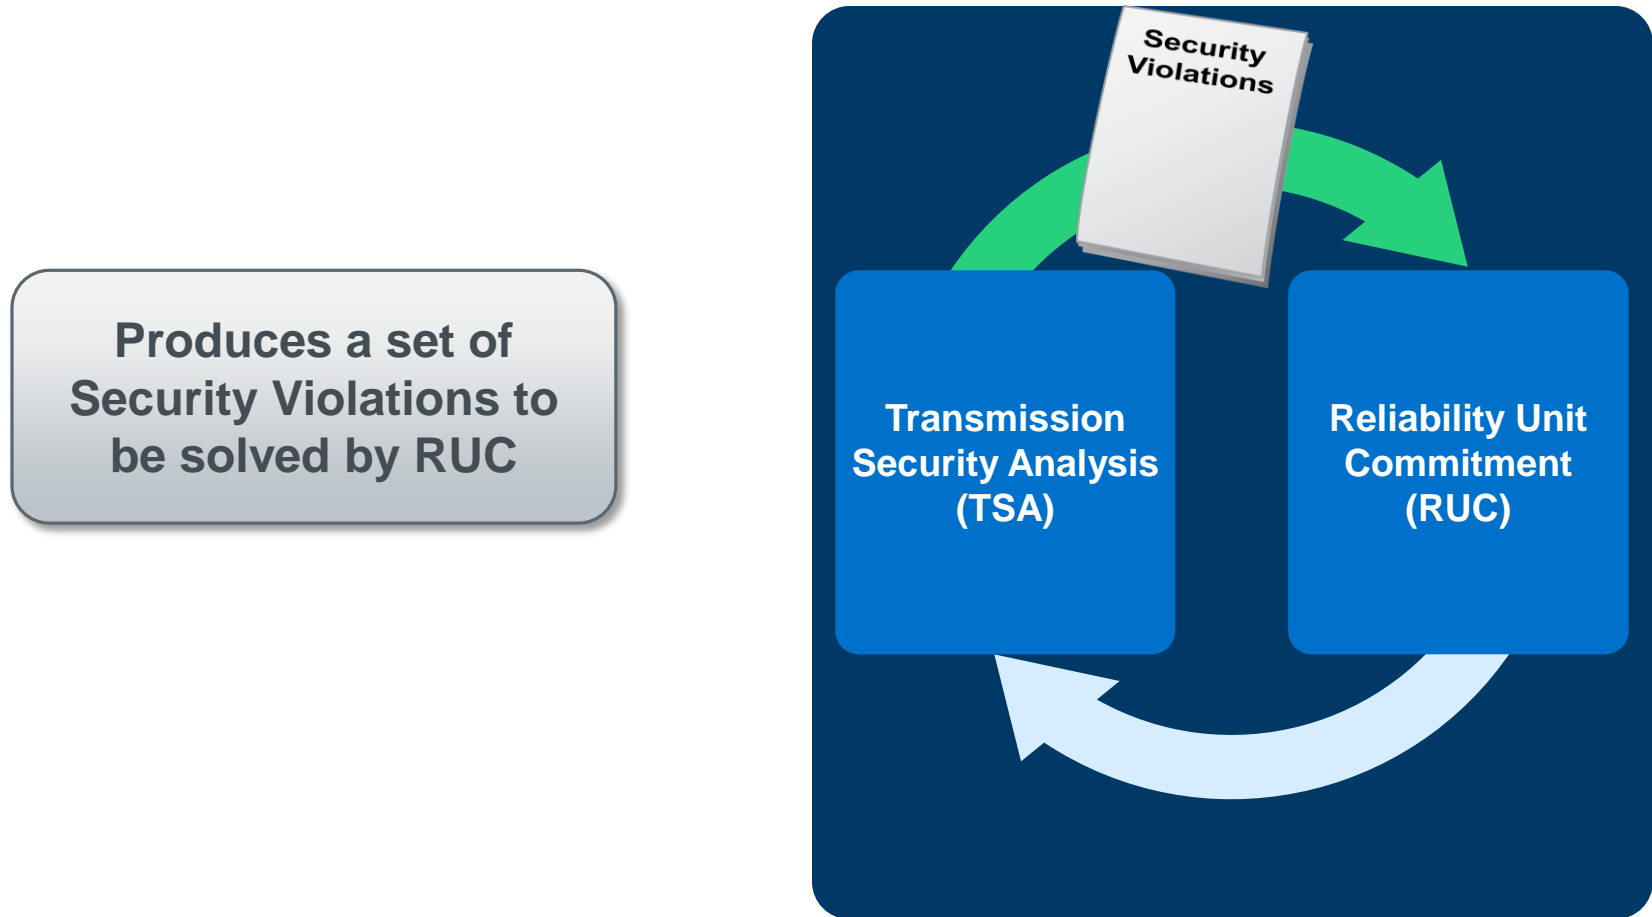 Security
Violations
Produces a set of
Security Violations to
be solved by RUC
Transmission
Security Analysis
(TSA)
Reliability Unit
Commitment
(RUC)